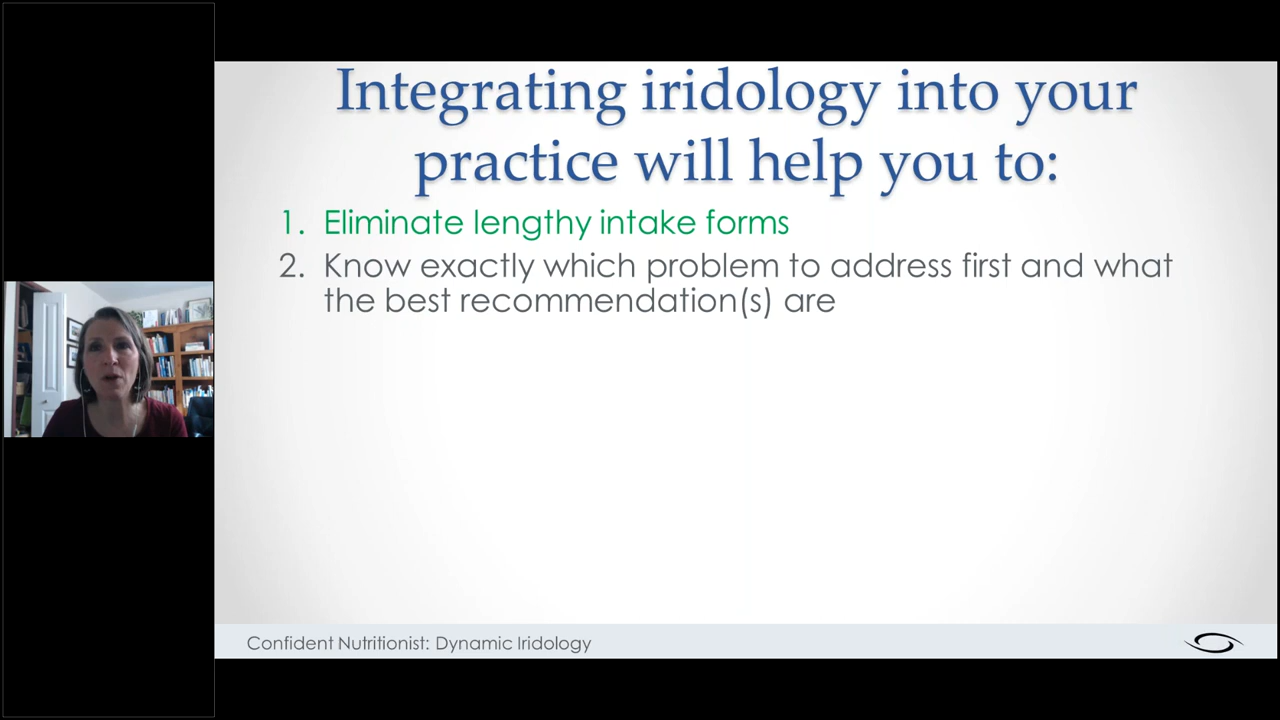 Integrating iridology into your
practice will help you to:
1. Eliminate lengthy intake forms
2. Know exactly which problem to address first and what
the best recommendation(s) are
Confident Nutritionist: Dynamic Iridology